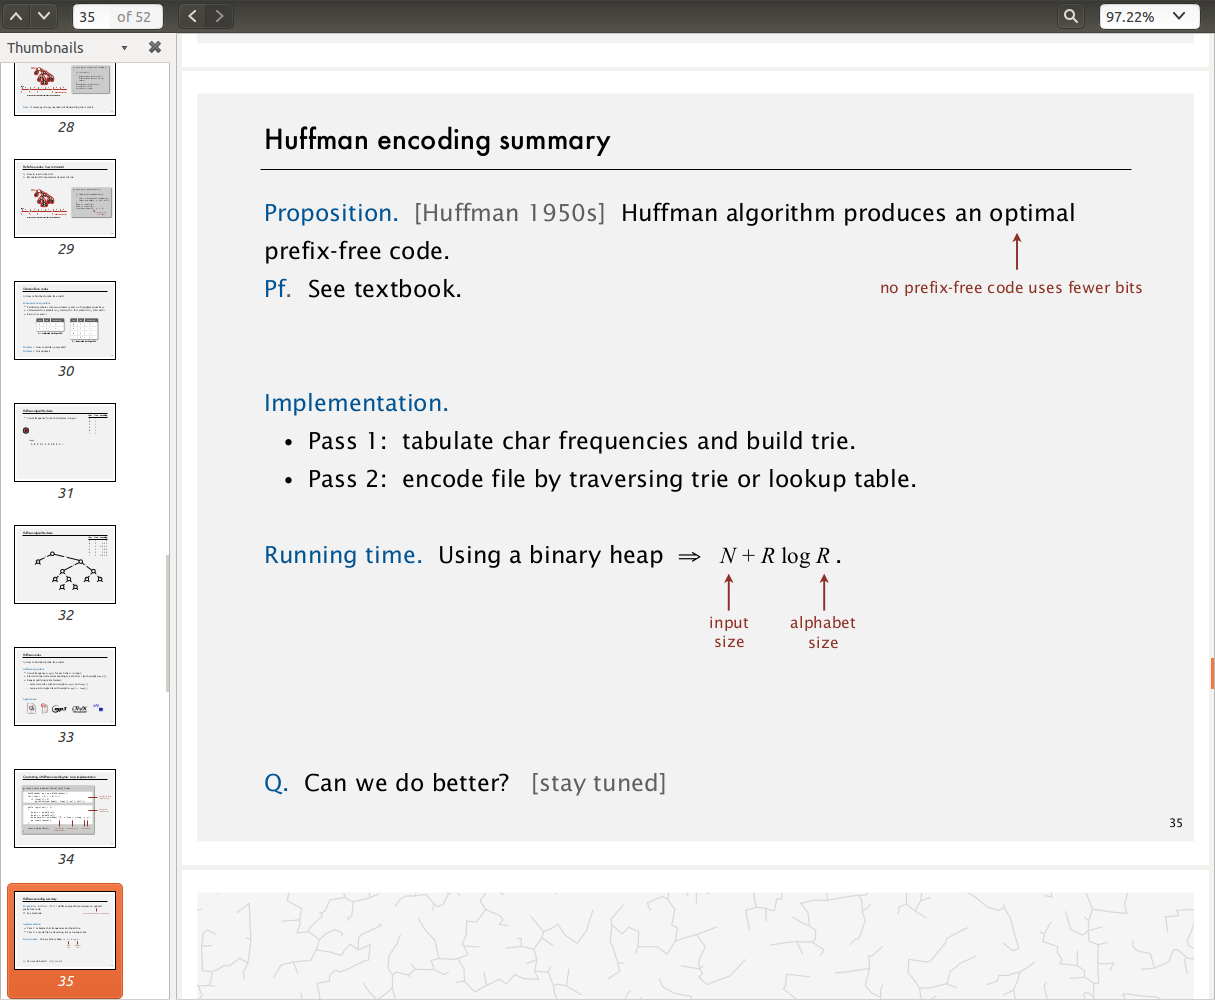 35 of 52
97.22%
Thumbnails
28
29
30
31
32
33
34
35
Huffman encoding summary
Proposition. [Huffman 1950s] Huffman algorithm produces an optimal
prefix-free code.
no prefix-free code uses fewer bits
Pf. See textbook.
Implementation.
• Pass 1: tabulate char frequencies and build trie.
• Pass 2: encode file by traversing trie or lookup table.
Running time. Using a binary heap ⇒ N + R log R .
input
size
alphabet
size
Q. Can we do better? [stay tuned]
35